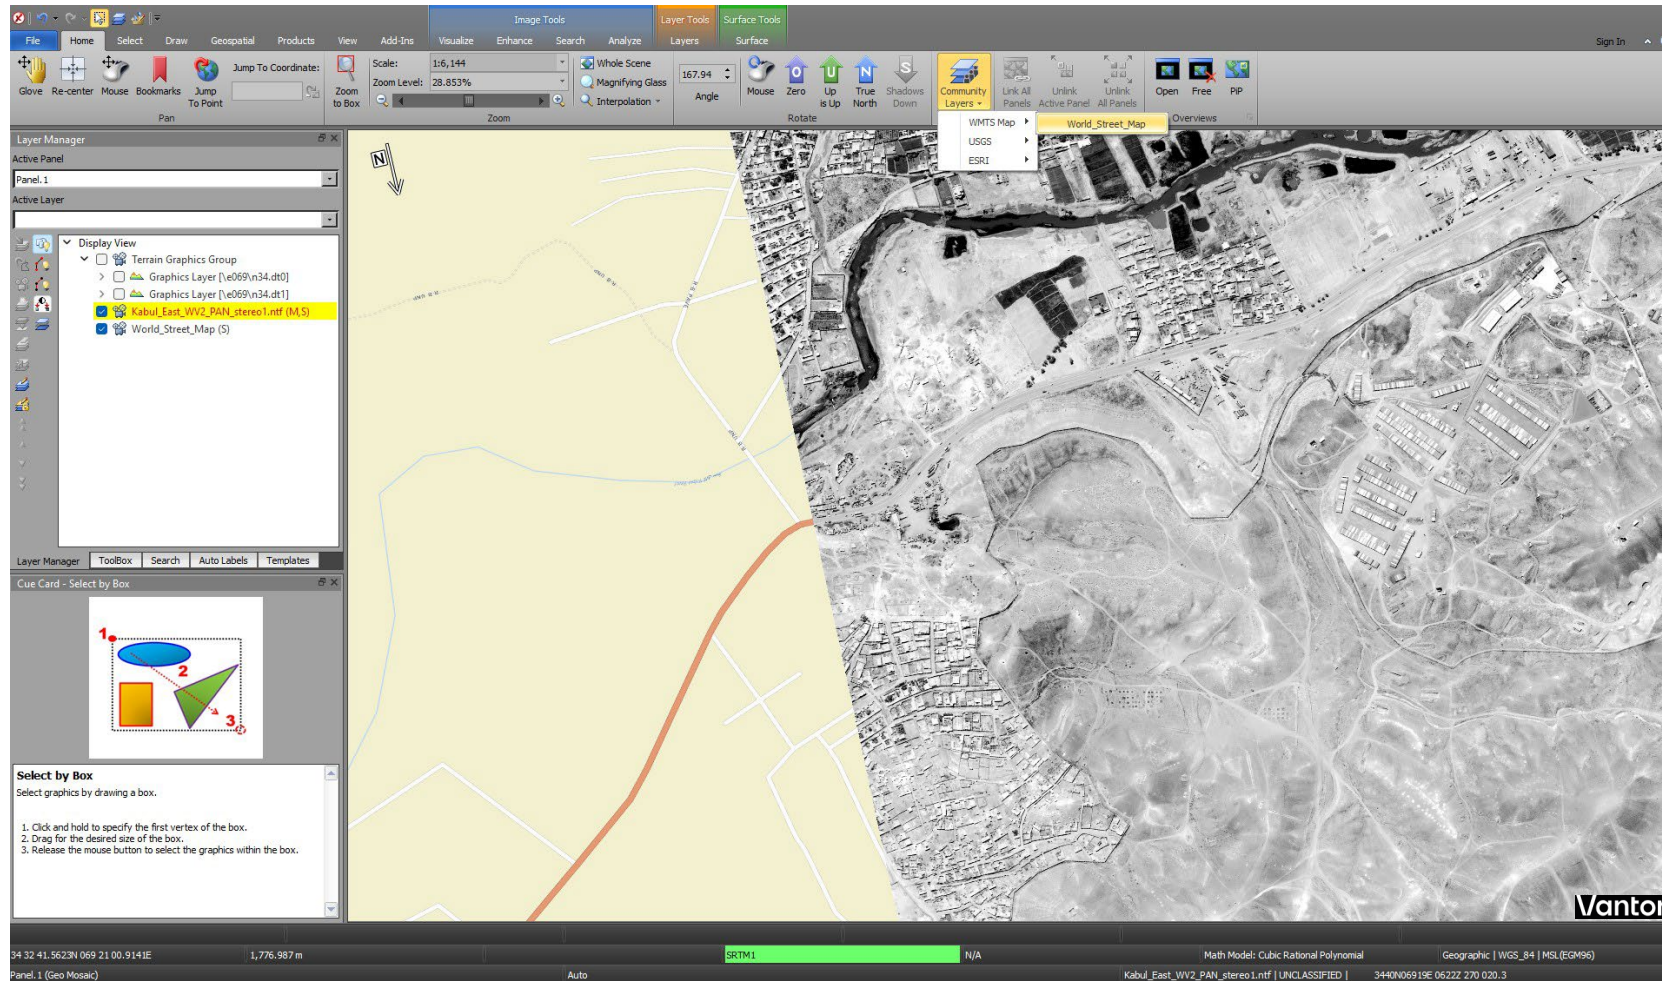 Image Tools
Layer Tools
Surface Tools
File
Home
Select
Draw
Geospatial
Products
View
Add-Ins
Visualize
Enhance
Search
Analyze
Layers
Surface
Sign In
Glove
Re-center
Mouse
Bookmarks
Jump
To Point
Jump To Coordinate:
Pan
Zoom
to Box
Scale:
1:6,144
Zoom Level:
28.853%
Whole Scene
Magnifying Glass
Interpolation
Zoom
167.94
Angle
Mouse
Zero
Up
is Up
True
North
Shadows
Down
Rotate
Community
Layers
Link All
Panels
Unlink
Active Panel
Unlink
All Panels
Open
Free
PiP
Overviews
WMTS Map
World_Street_Map
USGS
ESRI
Layer Manager
Active Panel
Panel.1
Active Layer
Display View
Terrain Graphics Group
Graphics Layer [\e069\n34.dt0]
Graphics Layer [\e069\n34.dt1]
Kabul_East_WV2_PAN_stereo1.ntf (M,S)
World_Street_Map (S)
Layer Manager
ToolBox
Search
Auto Labels
Templates
N
Cue Card - Select by Box
1
2
3
Select by Box
Select graphics by drawing a box.
1. Click and hold to specify the first vertex of the box.
2. Drag for the desired size of the box.
3. Release the mouse button to select the graphics within the box.
Vantor
34 32 41.5623N 069 21 00.9141E
1,776.987 m
SRTM1
N/A
Math Model: Cubic Rational Polynomial
Geographic | WGS_84 | MSL(EGM96)
Panel.1 (Geo Mosaic)
Auto
Kabul_East_WV2_PAN_stereo1.ntf | UNCLASSIFIED |
3440N06919E 0622Z 270 020.3